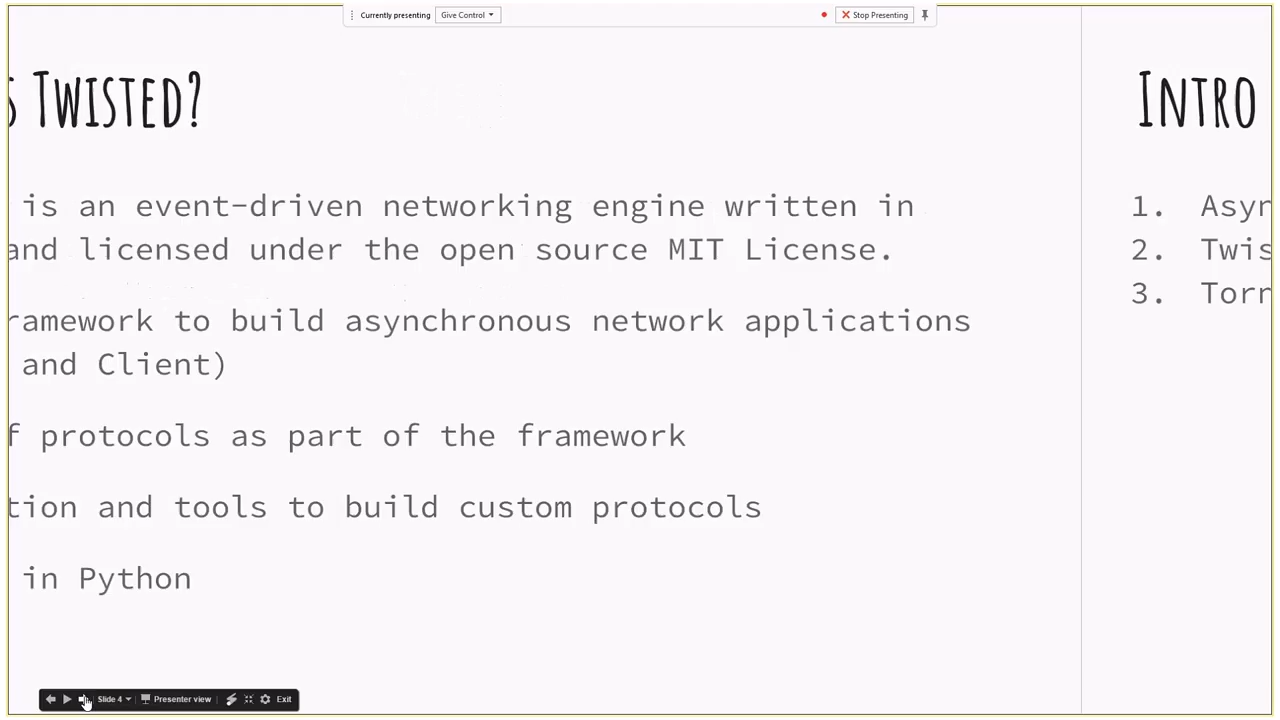 Currently presenting Give Control Stop Presenting
Twisted?
is an event-driven networking engine written in
and licensed under the open source MIT License.
ramework to build asynchronous network applications
and Client)
f protocols as part of the framework
tion and tools to build custom protocols
in Python
Intro
1. Asyn
2. Twis
3. Torr
Slide 4 Presenter view Exit